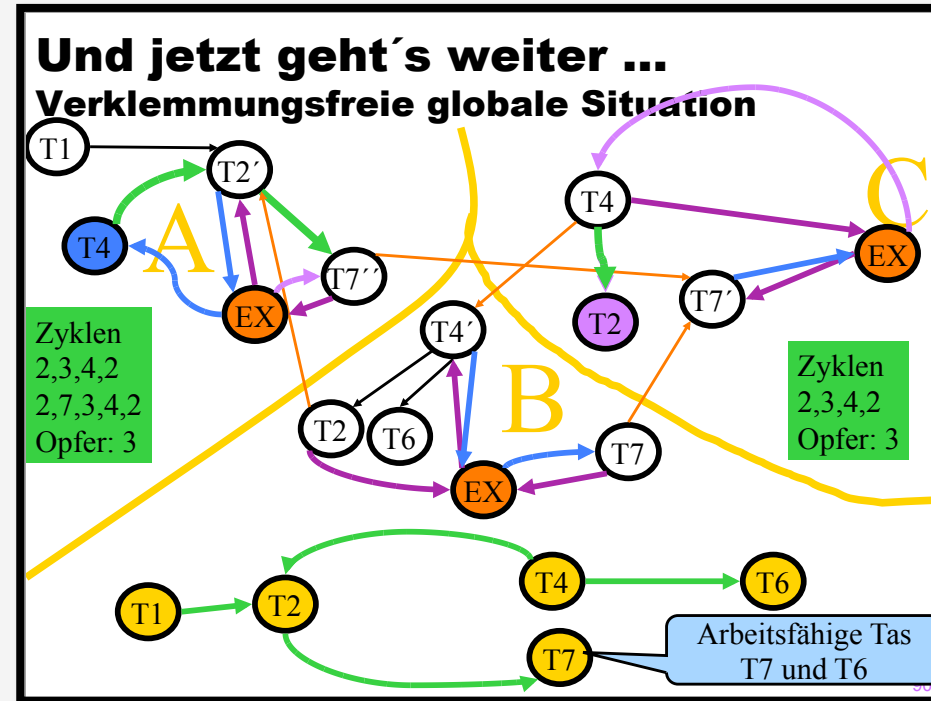 Und jetzt geht´s weiter ...
Verklemmungsfreie globale Situation
T1
T2´
T4
A
T7´´
EX
T4
C
EX
T7´
T2
T4´
B
T2
T6
T7
EX
Zyklen
2,3,4,2
2,7,3,4,2
Opfer: 3
Zyklen
2,3,4,2
Opfer: 3
T1
T2
T4
T6
T7
Arbeitsfähige Tas
T7 und T6